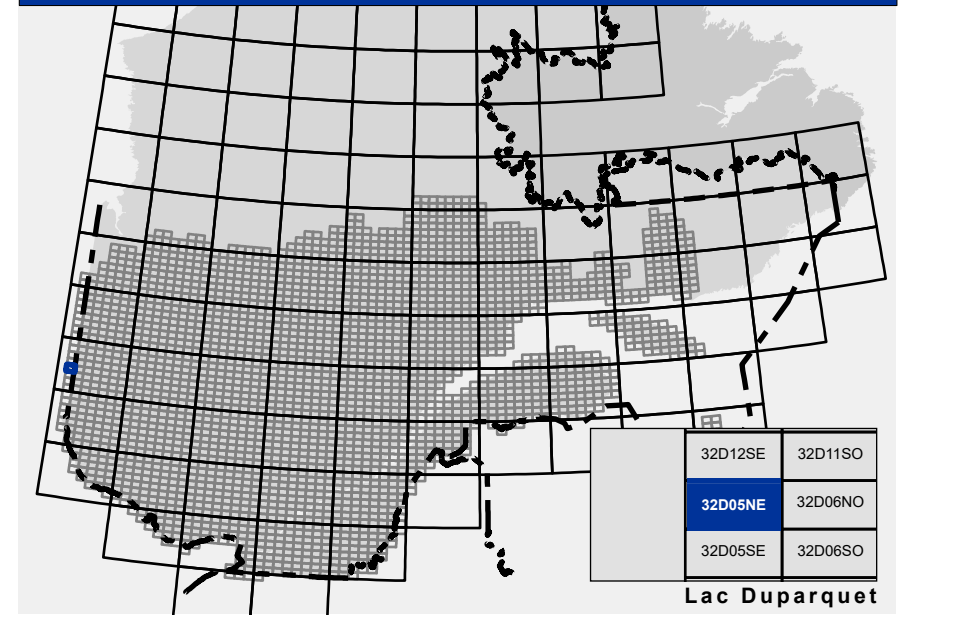 32D12SE 32D11SO
32D05NE 32D06NO
32D05SE 32D06SO
Lac Duparquet